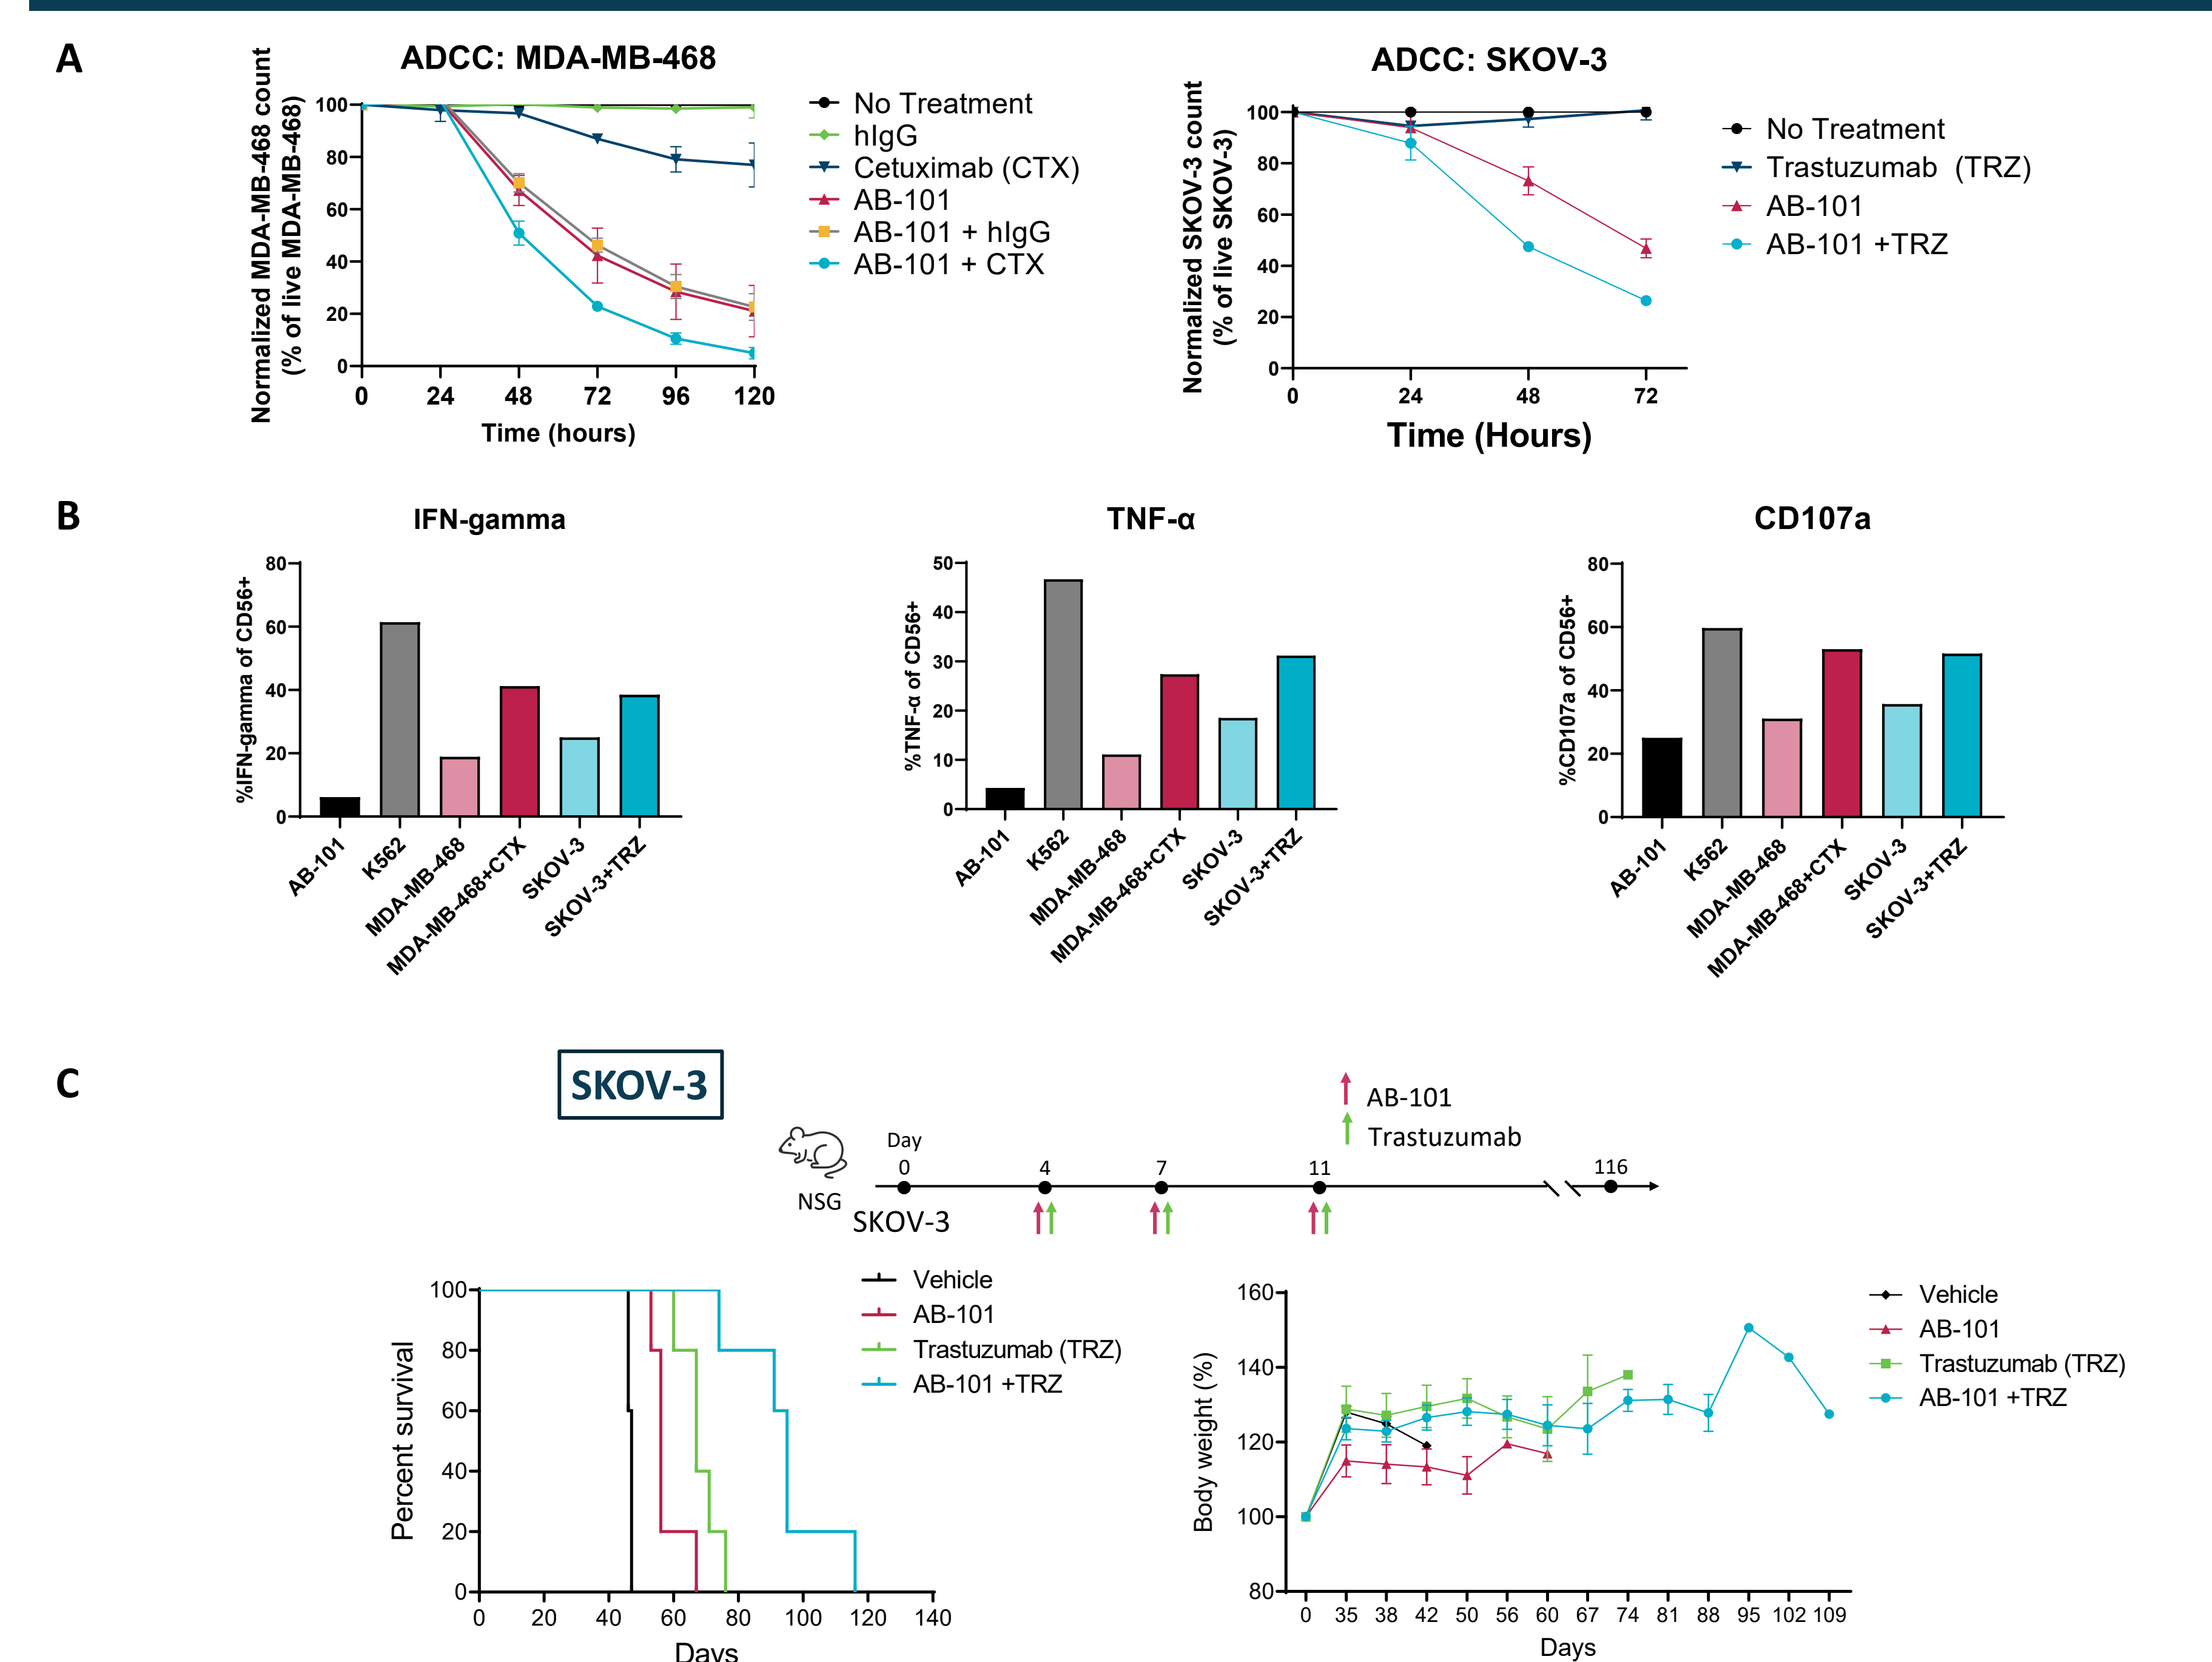 A
ADCC: MDA-MB-468
Normalized MDA-MB-468 count
(% of live MDA-MB-468)
100
80
60
40
20
0
0 24 48 72 96 120
Time (hours)
No Treatment
hIgG
Cetuximab (CTX)
AB-101
AB-101 + hIgG
AB-101 + CTX
ADCC: SKOV-3
Normalized SKOV-3 count
(% of live SKOV-3)
100
80
60
40
20
0
0 24 48 72
Time (Hours)
No Treatment
Trastuzumab (TRZ)
AB-101
AB-101 +TRZ
B
IFN-gamma
%IFN-gamma of CD56+
80
60
40
20
0
AB-101
K562
MDA-MB-468
MDA-MB-468+CTX
SKOV-3
SKOV-3+TRZ
TNF-α
%TNF-α of CD56+
50
40
30
20
10
0
AB-101
K562
MDA-MB-468
MDA-MB-468+CTX
SKOV-3
SKOV-3+TRZ
CD107a
%CD107a of CD56+
80
60
40
20
0
AB-101
K562
MDA-MB-468
MDA-MB-468+CTX
SKOV-3
SKOV-3+TRZ
C
SKOV-3
AB-101
Trastuzumab
Day
0 4 7 11 116
NSG
SKOV-3
Percent survival
100
80
60
40
20
0
0 20 40 60 80 100 120 140
Days
Vehicle
AB-101
Trastuzumab (TRZ)
AB-101 +TRZ
Body weight (%)
160
140
120
100
80
0 35 38 42 50 56 60 67 74 81 88 95 102 109
Days
Vehicle
AB-101
Trastuzumab (TRZ)
AB-101 +TRZ